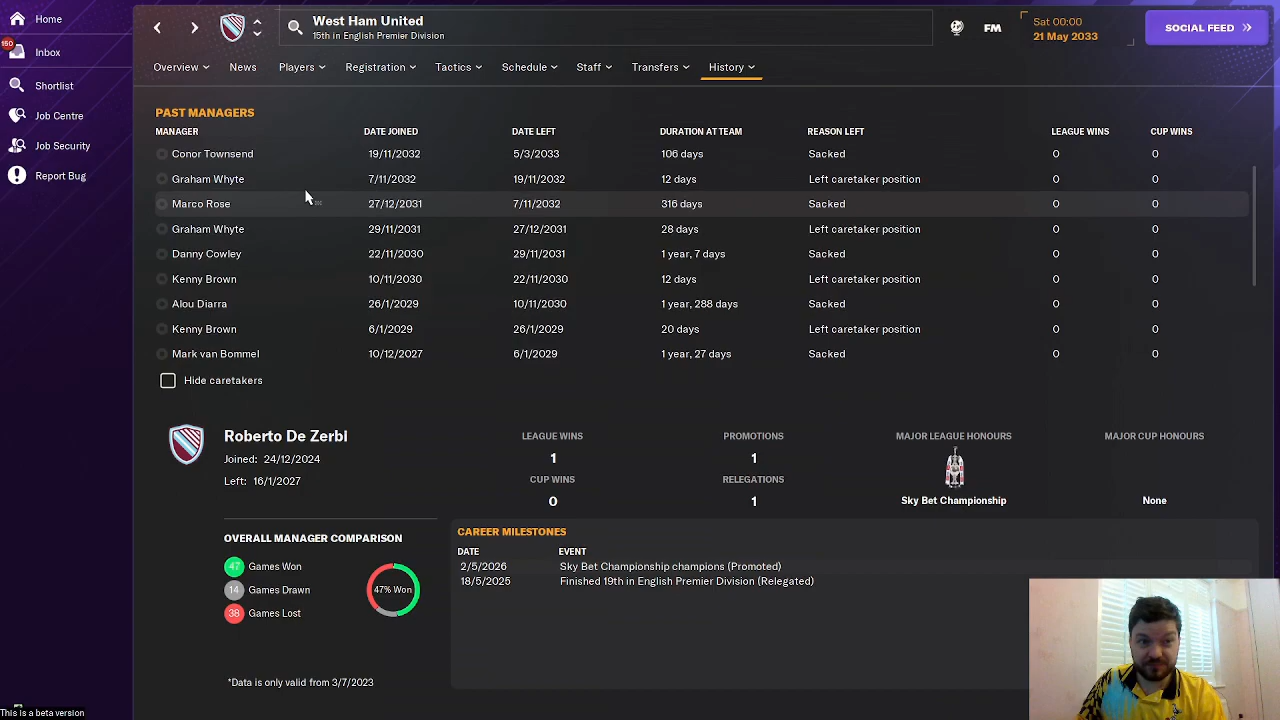 Home
West Ham United
15th in English Premier Division
FM
Sat 00:00
21 May 2033
SOCIAL FEED
150
Inbox
Overview
News
Players
Registration
Tactics
Schedule
Staff
Transfers
History
Shortlist
Job Centre
Job Security
Report Bug
PAST MANAGERS
MANAGER DATE JOINED DATE LEFT DURATION AT TEAM REASON LEFT LEAGUE WINS CUP WINS
Conor Townsend 19/11/2032 5/3/2033 106 days Sacked 0 0
Graham Whyte 7/11/2032 19/11/2032 12 days Left caretaker position 0 0
Marco Rose 27/12/2031 7/11/2032 316 days Sacked 0 0
Graham Whyte 29/11/2031 27/12/2031 28 days Left caretaker position 0 0
Danny Cowley 22/11/2030 29/11/2031 1 year, 7 days Sacked 0 0
Kenny Brown 10/11/2030 22/11/2030 12 days Left caretaker position 0 0
Alou Diarra 26/1/2029 10/11/2030 1 year, 288 days Sacked 0 0
Kenny Brown 6/1/2029 26/1/2029 20 days Left caretaker position 0 0
Mark van Bommel 10/12/2027 6/1/2029 1 year, 27 days Sacked 0 0
Hide caretakers
Roberto De Zerbi
Joined: 24/12/2024
Left: 16/1/2027
LEAGUE WINS
1
CUP WINS
0
PROMOTIONS
1
RELEGATIONS
1
MAJOR LEAGUE HONOURS
Sky Bet Championship
MAJOR CUP HONOURS
None
OVERALL MANAGER COMPARISON
47 Games Won
14 Games Drawn
38 Games Lost
47% Won
*Data is only valid from 3/7/2023
CAREER MILESTONES
DATE EVENT
2/5/2026 Sky Bet Championship champions (Promoted)
18/5/2025 Finished 19th in English Premier Division (Relegated)
This is a beta version